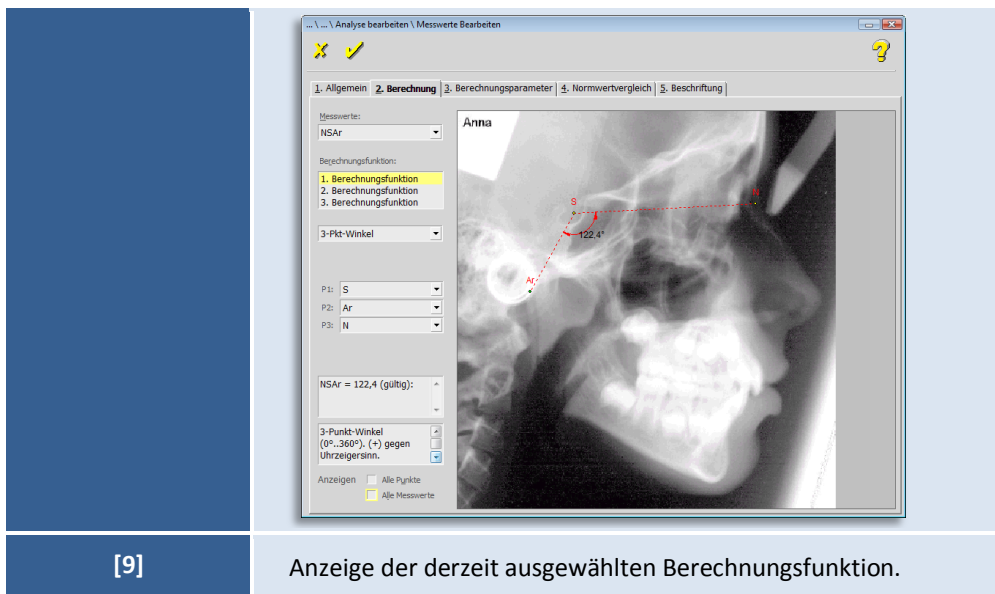 ... \ ... \ Analyse bearbeiten \ Messwerte Bearbeiten
1. Allgemein 2. Berechnung 3. Berechnungsparameter 4. Normwertvergleich 5. Beschriftung
Messwerte:
NSAr
Berechnungsfunktion:
1. Berechnungsfunktion
2. Berechnungsfunktion
3. Berechnungsfunktion
3-Pkt-Winkel
P1: S
P2: Ar
P3: N
NSAr = 122,4 (gültig):
3-Punkt-Winkel
(0°..360°). (+) gegen
Uhrzeigersinn.
Anzeigen Alle Punkte
Alle Messwerte
Anna
S
N
122,4°
Ar
[9] Anzeige der derzeit ausgewählten Berechnungsfunktion.